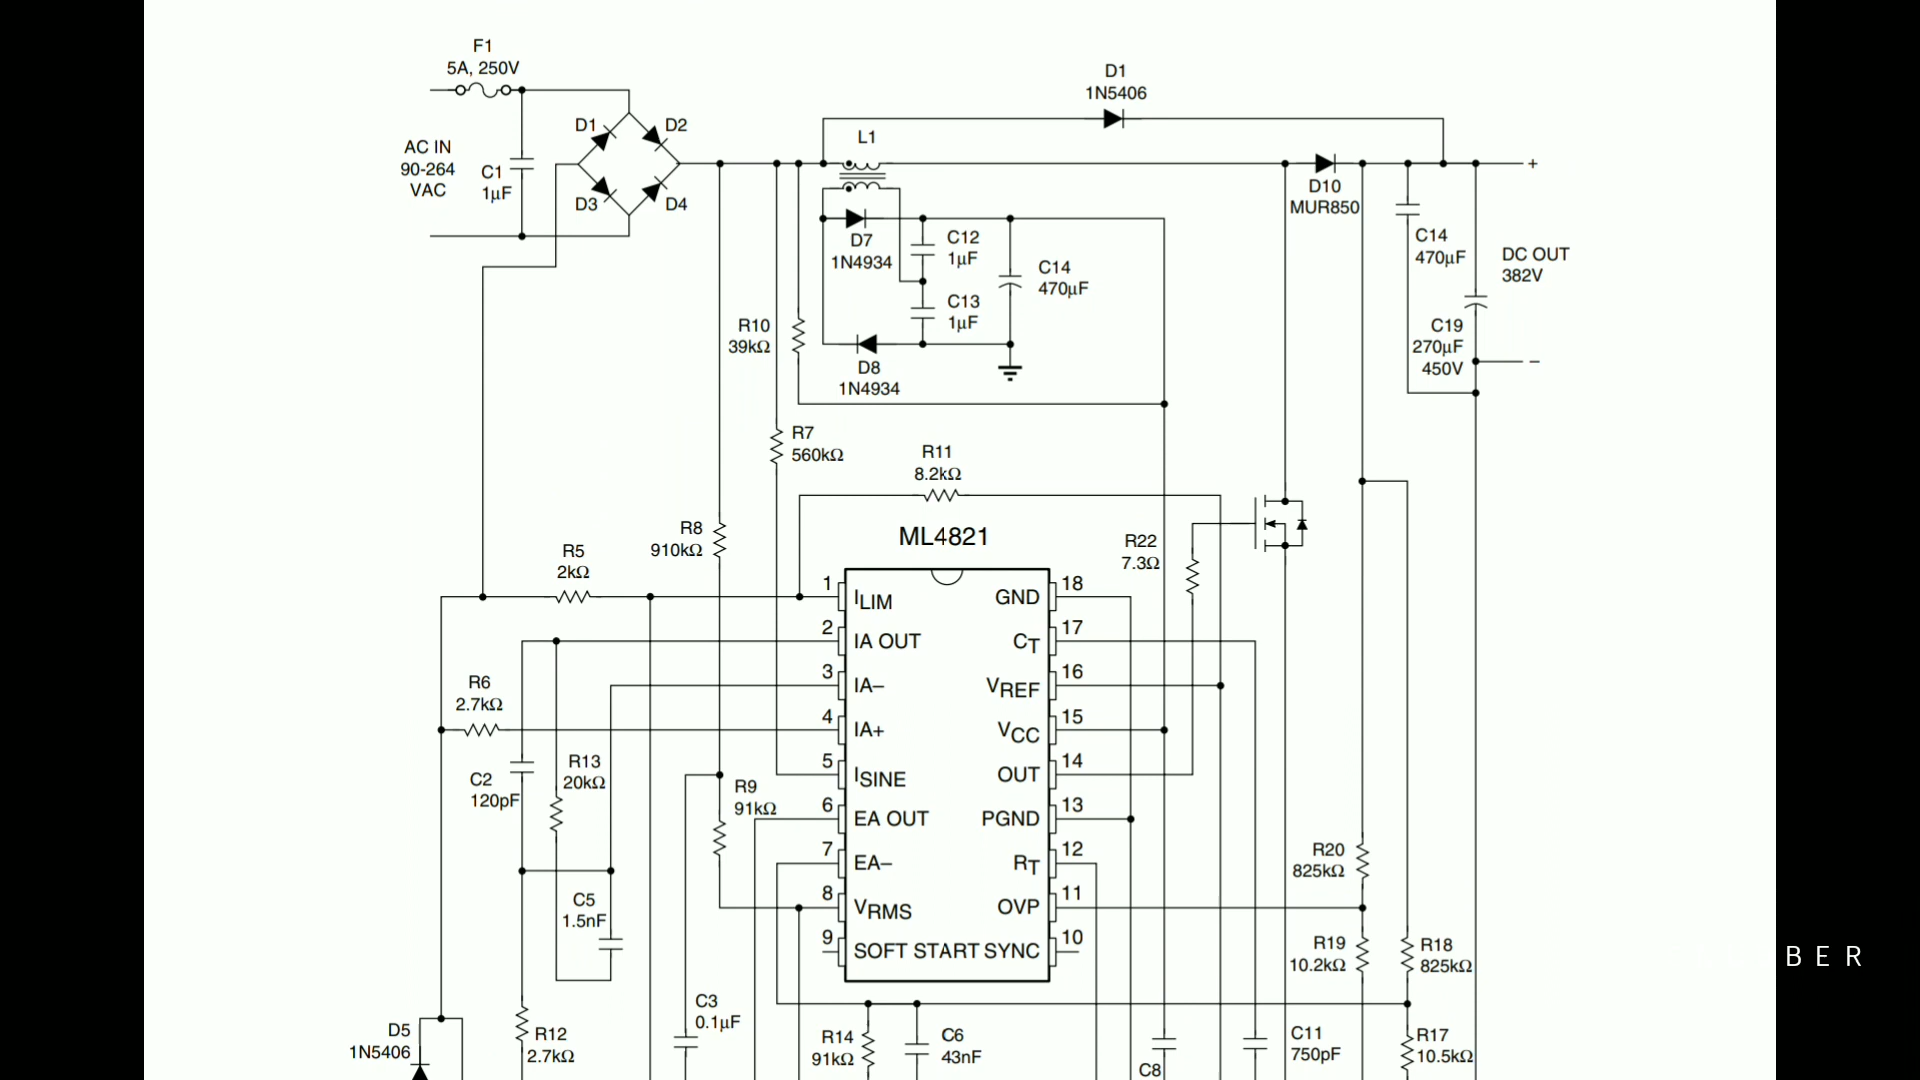 F1
5A, 250V
AC IN
90-264
VAC
C1
1μF
D1
D2
D3
D4
D1
1N5406
L1
D10
MUR850
+
D7
1N4934
C12
1μF
C13
1μF
C14
470μF
D8
1N4934
C14
470μF
DC OUT
382V
C19
270μF
450V
−
R10
39kΩ
R7
560kΩ
R11
8.2kΩ
R8
910kΩ
R5
2kΩ
ML4821
R22
7.3Ω
1 ILIM GND 18
2 IA OUT CT 17
3 IA– VREF 16
4 IA+ VCC 15
5 ISINE OUT 14
6 EA OUT PGND 13
7 EA– RT 12
8 VRMS OVP 11
9 SOFT START SYNC 10
R6
2.7kΩ
C2
120pF
R13
20kΩ
R9
91kΩ
C5
1.5nF
R20
825kΩ
R19
10.2kΩ
R18
825kΩ
BER
D5
1N5406
R12
2.7kΩ
C3
0.1μF
R14
91kΩ
C6
43nF
C8
C11
750pF
R17
10.5kΩ